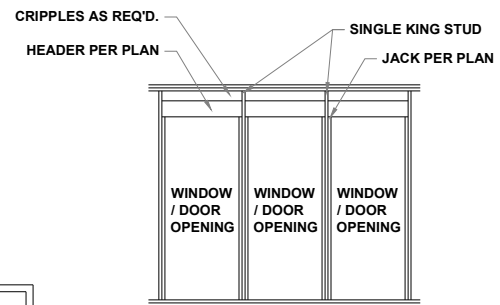 CRIPPLES AS REQ'D.
SINGLE KING STUD
HEADER PER PLAN
JACK PER PLAN
WINDOW
/ DOOR
OPENING
WINDOW
/ DOOR
OPENING
WINDOW
/ DOOR
OPENING